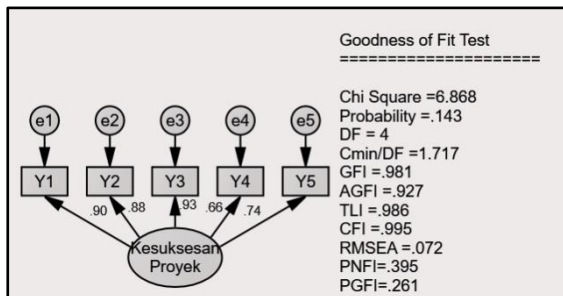 Goodness of Fit Test
=====================
Chi Square =6.868
Probability =.143
DF = 4
Cmin/DF =1.717
GFI =.981
AGFI =.927
TLI =.986
CFI =.995
RMSEA =.072
PNFI=.395
PGFI=.261
e1 e2 e3 e4 e5
Y1 Y2 Y3 Y4 Y5
.90 .88 .93 .66 .74
Kesuksesan
Proyek